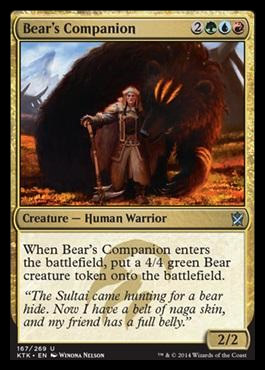 Bear's Companion 2
Creature — Human Warrior
When Bear's Companion enters
the battlefield, put a 4/4 green Bear
creature token onto the battlefield.
"The Sultai came hunting for a bear
hide. Now I have a belt of naga skin,
and my friend has a full belly."
2/2
167/269 U
KTK • EN Winona Nelson ™ & © 2014 Wizards of the Coast